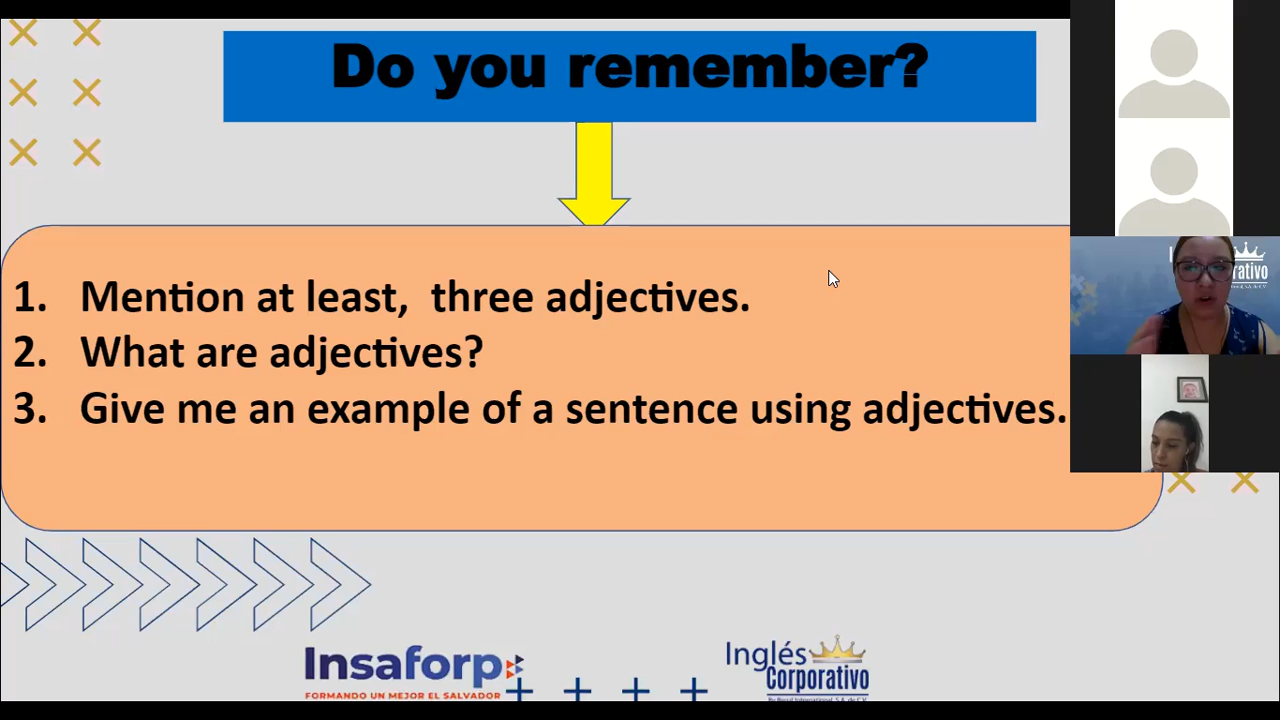 Do you remember?
1. Mention at least, three adjectives.
2. What are adjectives?
3. Give me an example of a sentence using adjectives.
Insaforp
FORMANDO UN MEJOR EL SALVADOR
Inglés
Corporativo